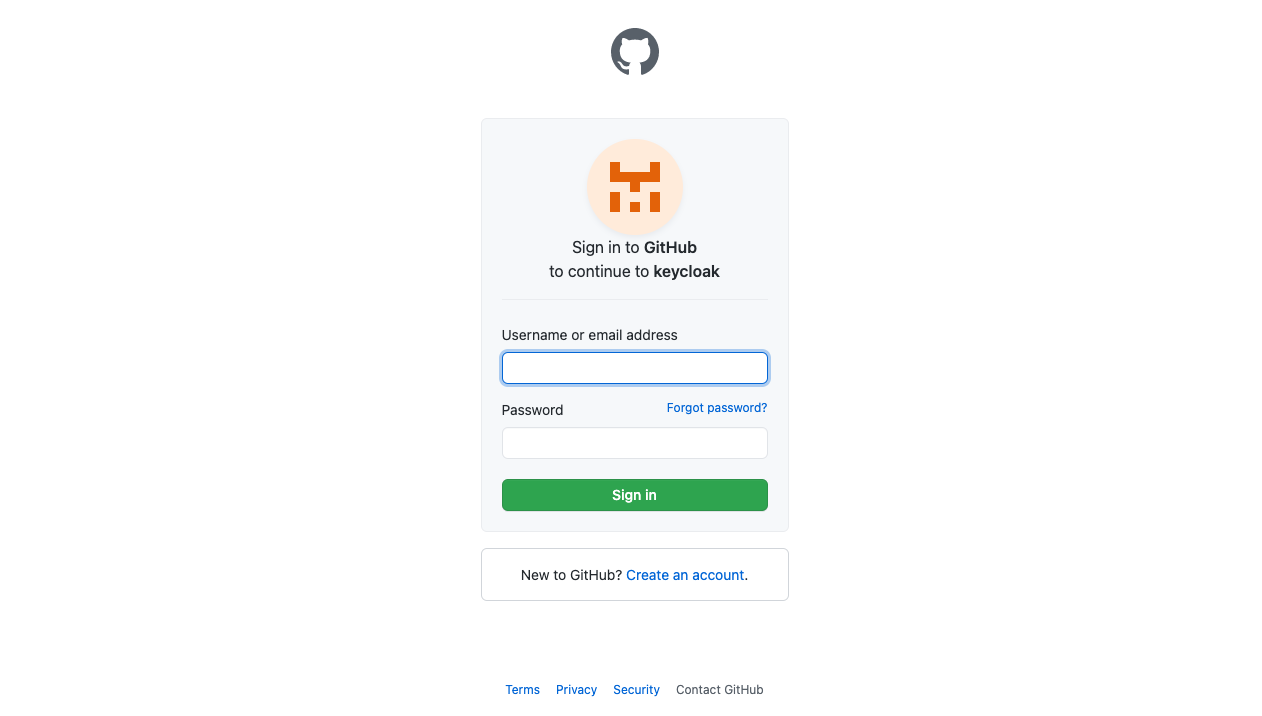 Sign in to GitHub
to continue to keycloak
Username or email address
Password
Forgot password?
Sign in
New to GitHub? Create an account.
Terms Privacy Security Contact GitHub